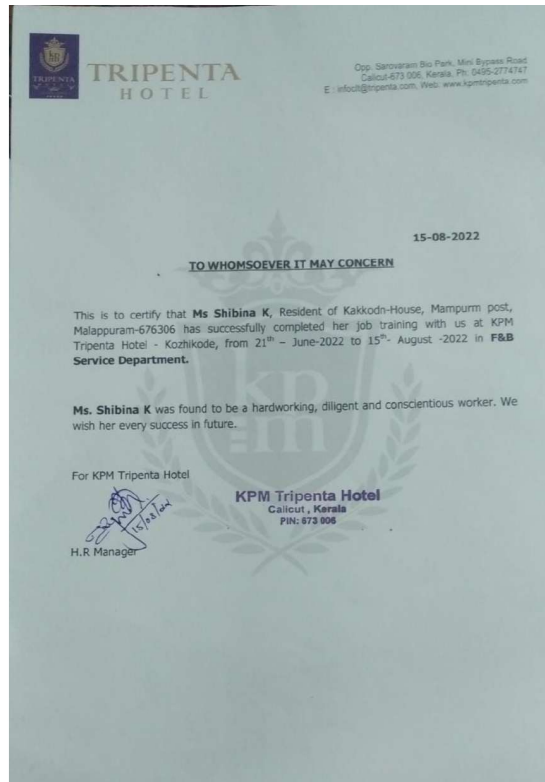 TRIPENTA
TRIPENTA
HOTEL
Opp. Sarovaram Bio Park, Mini Bypass Road
Calicut-673 006, Kerala, Ph: 0495-2774747
E : infoclt@tripenta.com, Web: www.kpmtripenta.com
15-08-2022
TO WHOMSOEVER IT MAY CONCERN
This is to certify that Ms Shibina K, Resident of Kakkodn-House, Mampurm post,
Malappuram-676306 has successfully completed her job training with us at KPM
Tripenta Hotel - Kozhikode, from 21th – June-2022 to 15th- August -2022 in F&B
Service Department.
Ms. Shibina K was found to be a hardworking, diligent and conscientious worker. We
wish her every success in future.
For KPM Tripenta Hotel
KPM Tripenta Hotel
Calicut , Kerala
PIN: 673 006
H.R Manager
kpm